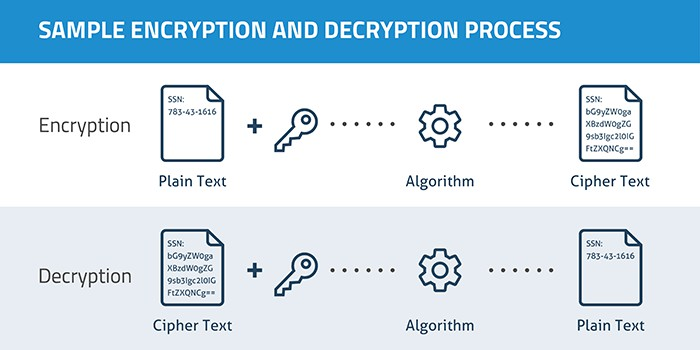 SAMPLE ENCRYPTION AND DECRYPTION PROCESS
Encryption
SSN:
783-43-1616
+
SSN:
bG9yZW0ga
XBzdW0gZG
9sb3Igc2l0IG
FtZXQNCg==
Plain Text
Algorithm
Cipher Text
Decryption
SSN:
bG9yZW0ga
XBzdW0gZG
9sb3Igc2l0IG
FtZXQNCg==
+
SSN:
783-43-1616
Cipher Text
Algorithm
Plain Text